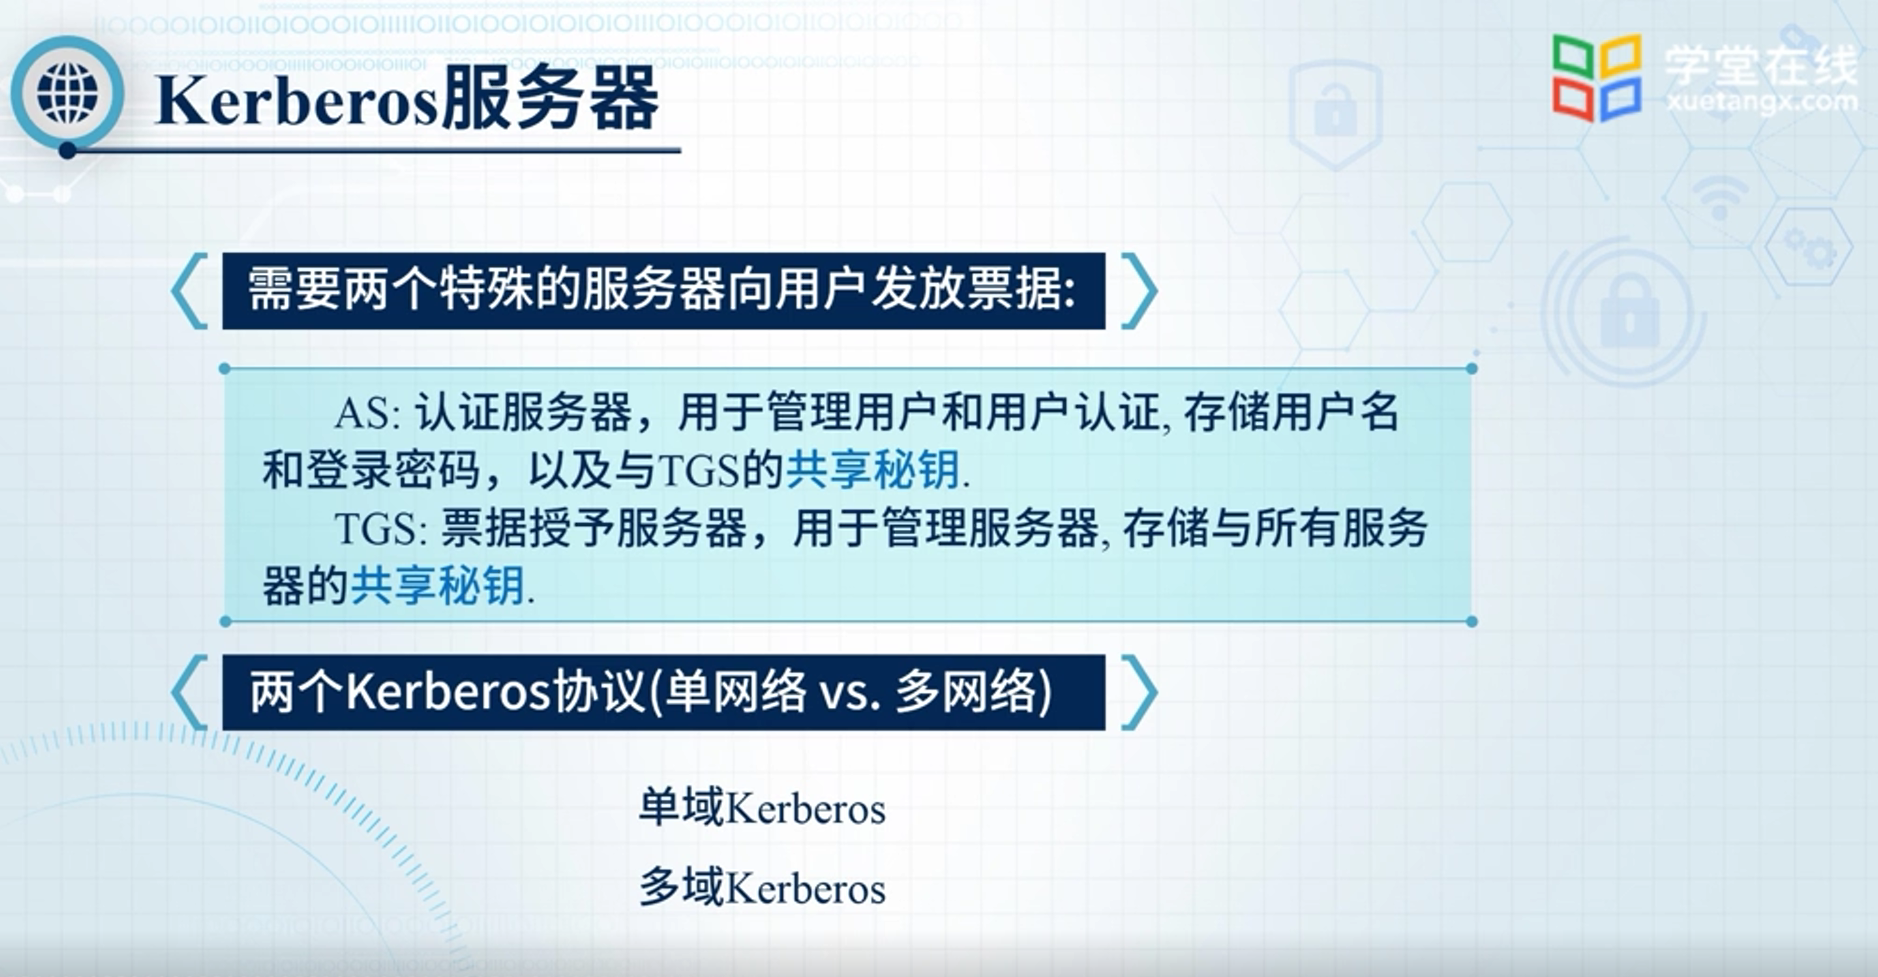 Kerberos服务器
学堂在线
xuetangx.com
需要两个特殊的服务器向用户发放票据:
AS: 认证服务器，用于管理用户和用户认证, 存储用户名
和登录密码，以及与TGS的共享秘钥.
TGS: 票据授予服务器，用于管理服务器, 存储与所有服务
器的共享秘钥.
两个Kerberos协议(单网络 vs. 多网络)
单域Kerberos
多域Kerberos